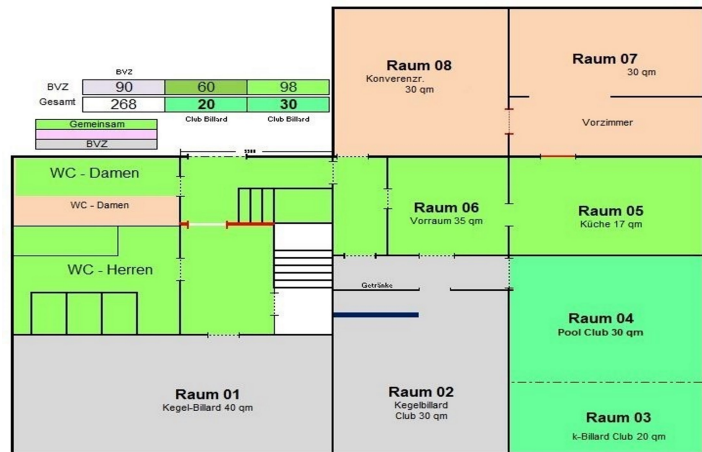 BVZ
BVZ 90 60 98
Gesamt 268 20 30
Club Billard Club Billard
Gemeinsam
BVZ
Raum 08
Konverenzr.
30 qm
Raum 07
30 qm
Vorzimmer
WC - Damen
WC - Damen
WC - Herren
Raum 06
Vorraum 35 qm
Raum 05
Küche 17 qm
Getränke
Raum 04
Pool Club 30 qm
Raum 01
Kegel-Billard 40 qm
Raum 02
Kegelbillard
Club 30 qm
Raum 03
k-Billard Club 20 qm